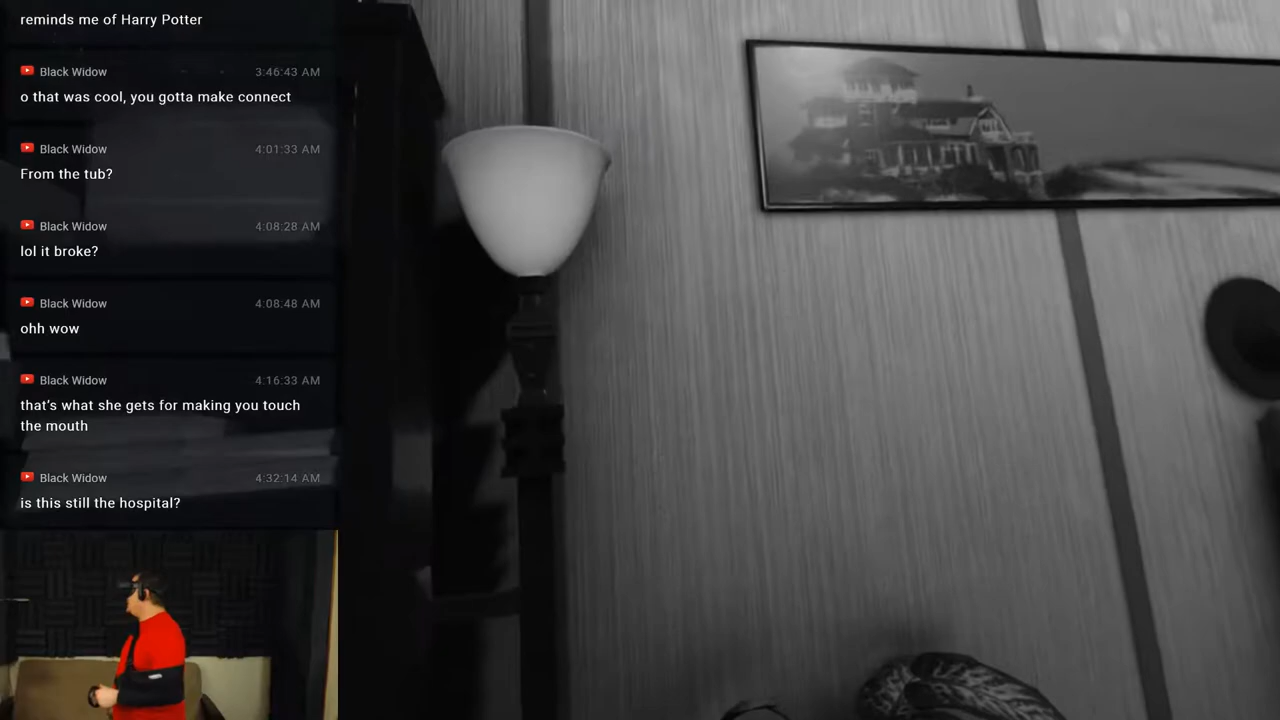 reminds me of Harry Potter
Black Widow 3:46:43 AM
o that was cool, you gotta make connect
Black Widow 4:01:33 AM
From the tub?
Black Widow 4:08:28 AM
lol it broke?
Black Widow 4:08:48 AM
ohh wow
Black Widow 4:16:33 AM
that’s what she gets for making you touch
the mouth
Black Widow 4:32:14 AM
is this still the hospital?